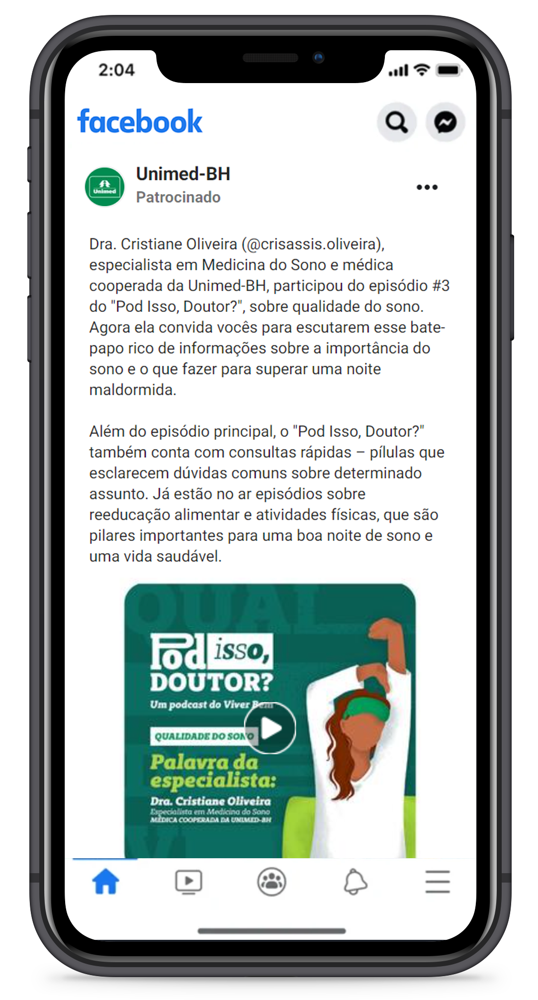 2:04
facebook
Unimed
Unimed-BH
Patrocinado
Dra. Cristiane Oliveira (@crisassis.oliveira),
especialista em Medicina do Sono e médica
cooperada da Unimed-BH, participou do episódio #3
do "Pod Isso, Doutor?", sobre qualidade do sono.
Agora ela convida vocês para escutarem esse bate-
papo rico de informações sobre a importância do
sono e o que fazer para superar uma noite
maldormida.
Além do episódio principal, o "Pod Isso, Doutor?"
também conta com consultas rápidas – pílulas que
esclarecem dúvidas comuns sobre determinado
assunto. Já estão no ar episódios sobre
reeducação alimentar e atividades físicas, que são
pilares importantes para uma boa noite de sono e
uma vida saudável.
QUAL
Pod isso,
DOUTOR?
Um podcast do Viver Bem
QUALIDADE DO SONO
Palavra da
especialista:
Dra. Cristiane Oliveira
Especialista em Medicina do Sono
MÉDICA COOPERADA DA UNIMED-BH